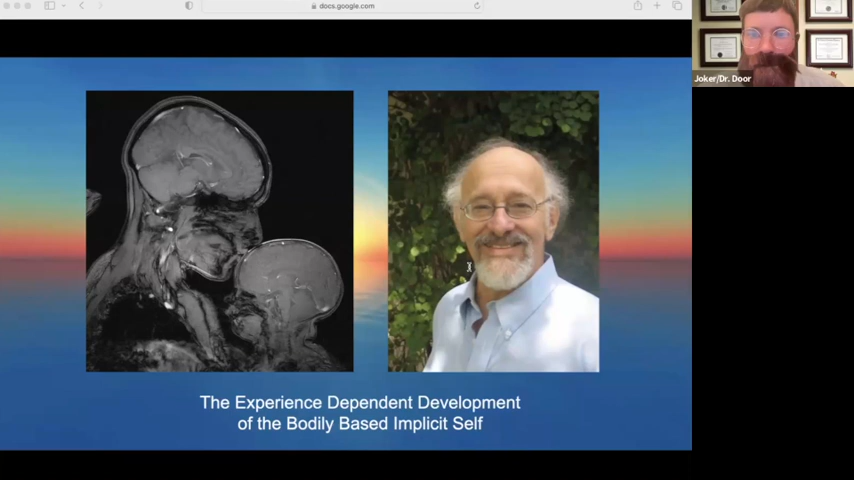 docs.google.com
Joker/Dr. Door
The Experience Dependent Development
of the Bodily Based Implicit Self